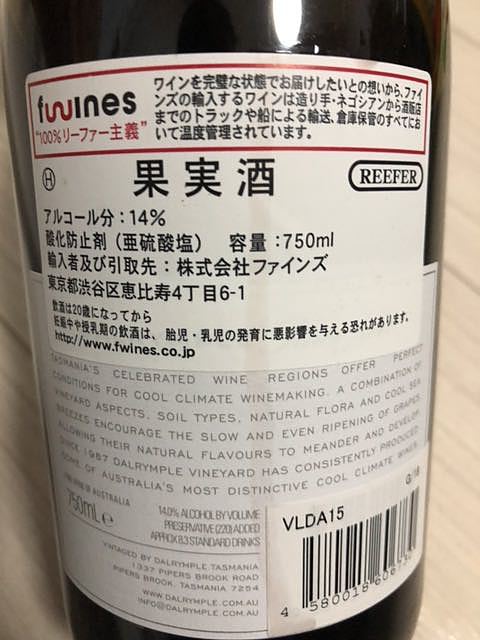 fwines
"100%リーファー主義"
ワインを完璧な状態でお届けしたいとの想いから、ファイ
ンズの輸入するワインは造り手・ネゴシアンから酒販店
までのトラックや船による輸送、倉庫保管のすべてにお
いて温度管理されています。
H 果実酒 REEFER
アルコール分：14%
酸化防止剤（亜硫酸塩） 容量：750ml
輸入者及び引取先：株式会社ファインズ
東京都渋谷区恵比寿4丁目6-1
飲酒は20歳になってから
妊娠中や授乳期の飲酒は、胎児・乳児の発育に悪影響を与える恐れがあります。
http://www.fwines.co.jp
TASMANIA'S CELEBRATED WINE REGIONS OFFER PERFECT
CONDITIONS FOR COOL CLIMATE WINEMAKING. A COMBINATION OF
VINEYARD ASPECTS, SOIL TYPES, NATURAL FLORA AND COOL SEA
BREEZES ENCOURAGE THE SLOW AND EVEN RIPENING OF GRAPES,
ALLOWING THEIR NATURAL FLAVOURS TO MEANDER AND DEVELOP.
SINCE 1987 DALRYMPLE VINEYARD HAS CONSISTENTLY PRODUCED
SOME OF AUSTRALIA'S MOST DISTINCTIVE COOL CLIMATE WINES.
OF AUSTRALIA
750mL e
14.0% ALCOHOL BY VOLUME
PRESERVATIVE (220) ADDED
APPROX 8.3 STANDARD DRINKS
VINTAGED BY
DALRYMPLE TASMANIA
1337 PIPERS BROOK ROAD
PIPERS BROOK, TASMANIA 7254
WWW.DALRYMPLE.COM.AU
INFO@DALRYMPLE.COM.AU
G/16
VLDA15
4 580018